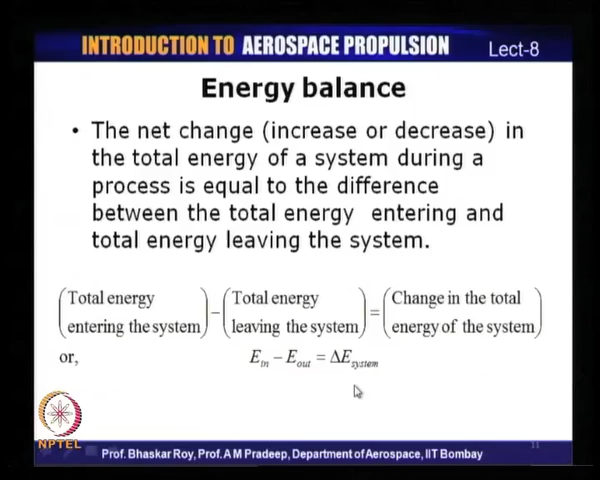 INTRODUCTION TO AEROSPACE PROPULSION Lect-8
Energy balance
• The net change (increase or decrease) in
the total energy of a system during a
process is equal to the difference
between the total energy entering and
total energy leaving the system.
(Total energy entering the system) − (Total energy leaving the system) = (Change in the total energy of the system)
or, E_in − E_out = ΔE_system
NPTEL
11
Prof. Bhaskar Roy, Prof. A M Pradeep, Department of Aerospace, IIT Bombay